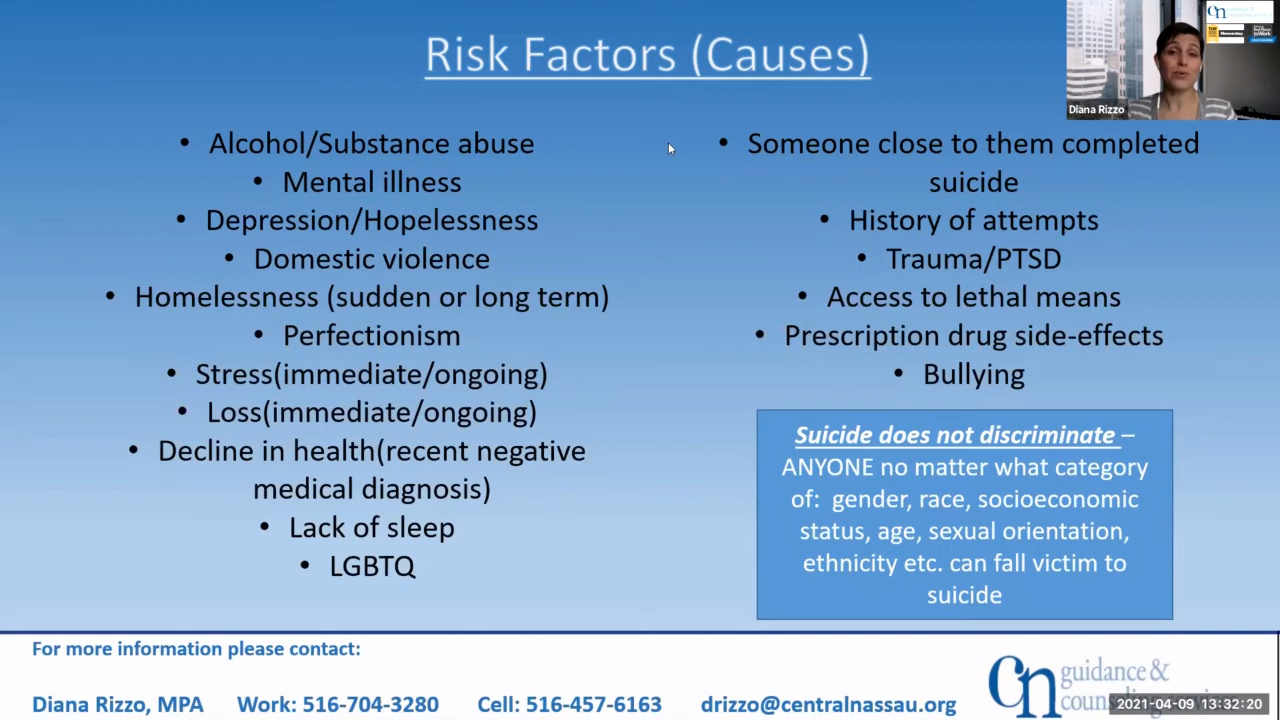 Risk Factors (Causes)
• Alcohol/Substance abuse
• Mental illness
• Depression/Hopelessness
• Domestic violence
• Homelessness (sudden or long term)
• Perfectionism
• Stress(immediate/ongoing)
• Loss(immediate/ongoing)
• Decline in health(recent negative
medical diagnosis)
• Lack of sleep
• LGBTQ
• Someone close to them completed
suicide
• History of attempts
• Trauma/PTSD
• Access to lethal means
• Prescription drug side-effects
• Bullying
Suicide does not discriminate –
ANYONE no matter what category
of: gender, race, socioeconomic
status, age, sexual orientation,
ethnicity etc. can fall victim to
suicide
Diana Rizzo
For more information please contact:
Diana Rizzo, MPA Work: 516-704-3280 Cell: 516-457-6163 drizzo@centralnassau.org
cn guidance &
2021-04-09 13:32:20